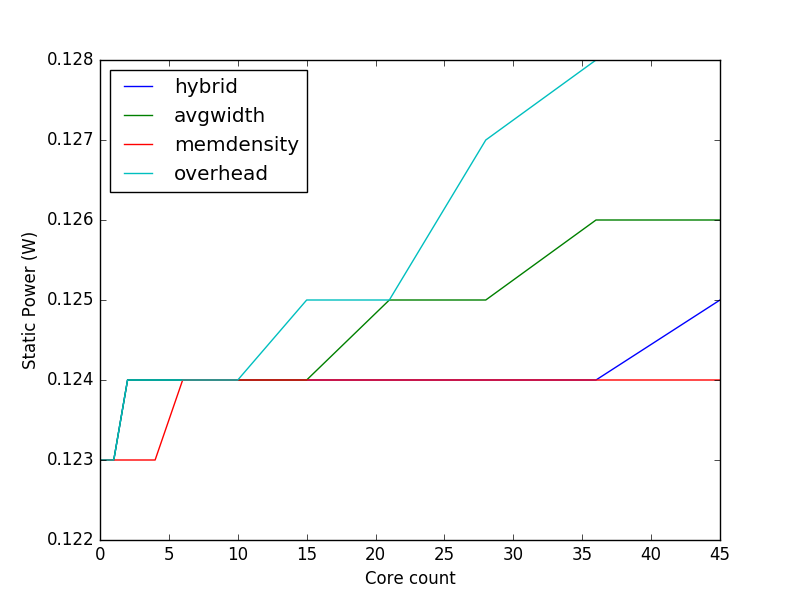 0.128
0.127
0.126
0.125
0.124
0.123
0.122
Static Power (W)
hybrid
avgwidth
memdensity
overhead
0 5 10 15 20 25 30 35 40 45
Core count